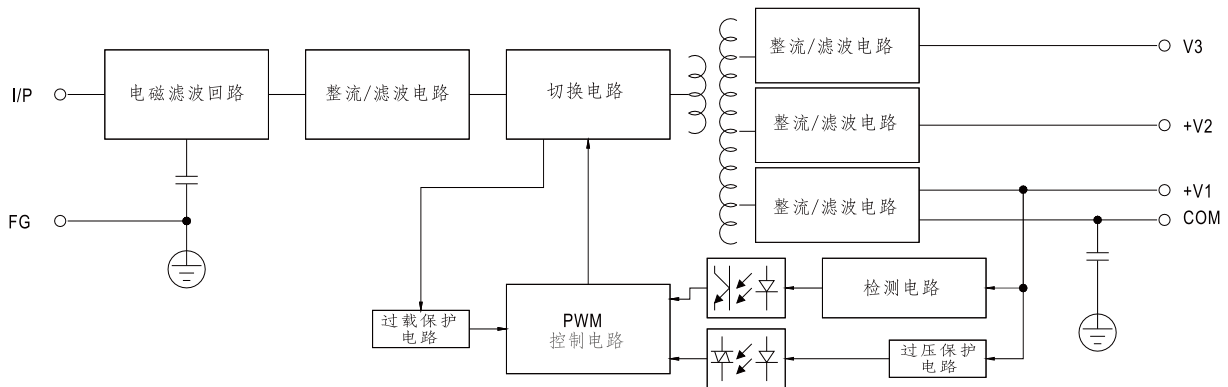 整流/滤波电路
V3
I/P
电磁滤波回路
整流/滤波电路
切换电路
整流/滤波电路
+V2
整流/滤波电路
+V1
COM
FG
检测电路
过载保护
电路
PWM
控制电路
过压保护
电路